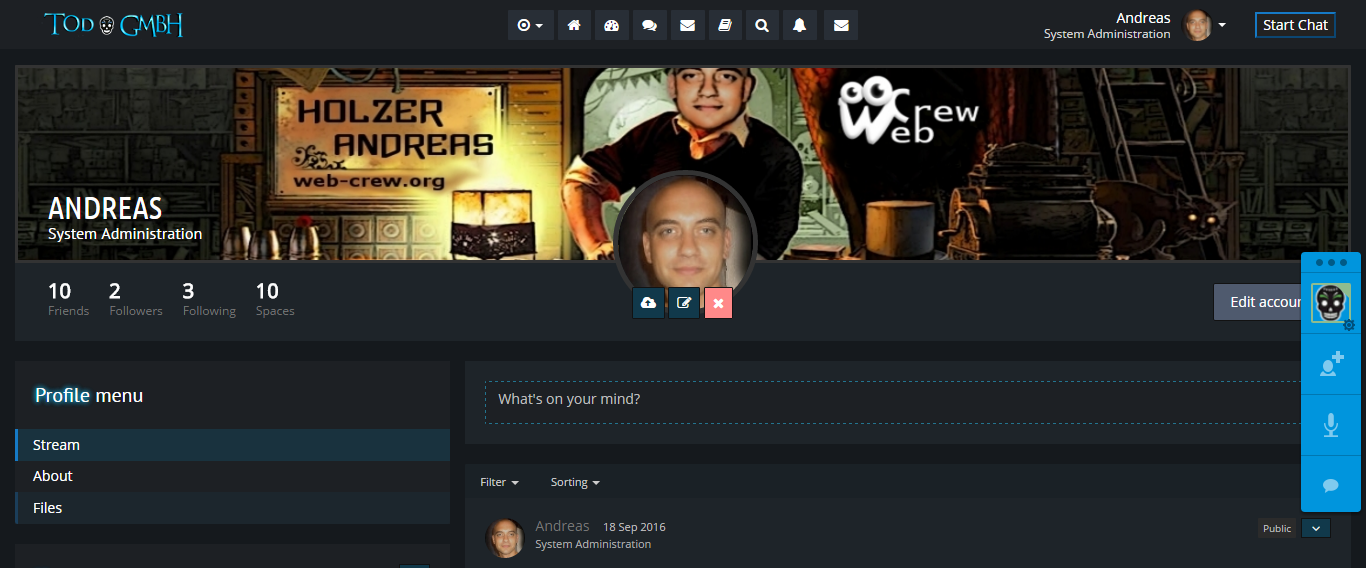 TOD GMBH
Andreas
System Administration
Start Chat
HOLZER
ANDREAS
web-crew.org
Crew
Web
ANDREAS
System Administration
10 2 3 10
Friends Followers Following Spaces
Edit accou
Profile menu
Stream
About
Files
What's on your mind?
Filter Sorting
Andreas 18 Sep 2016
System Administration
Public